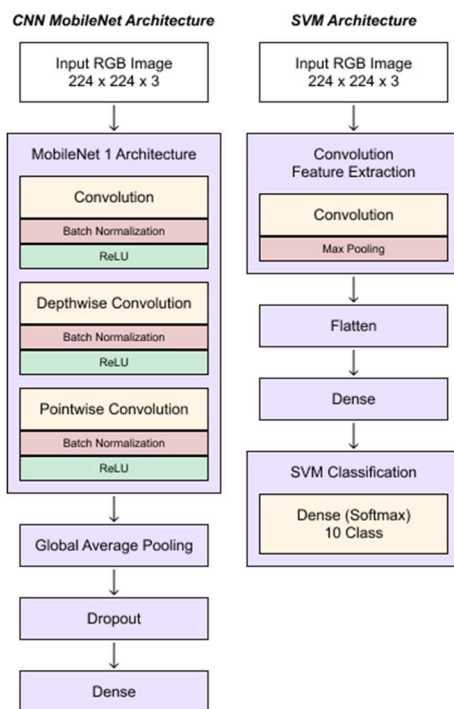 CNN MobileNet Architecture
Input RGB Image
224 x 224 x 3
MobileNet 1 Architecture
Convolution
Batch Normalization
ReLU
Depthwise Convolution
Batch Normalization
ReLU
Pointwise Convolution
Batch Normalization
ReLU
Global Average Pooling
Dropout
Dense
SVM Architecture
Input RGB Image
224 x 224 x 3
Convolution
Feature Extraction
Convolution
Max Pooling
Flatten
Dense
SVM Classification
Dense (Softmax)
10 Class